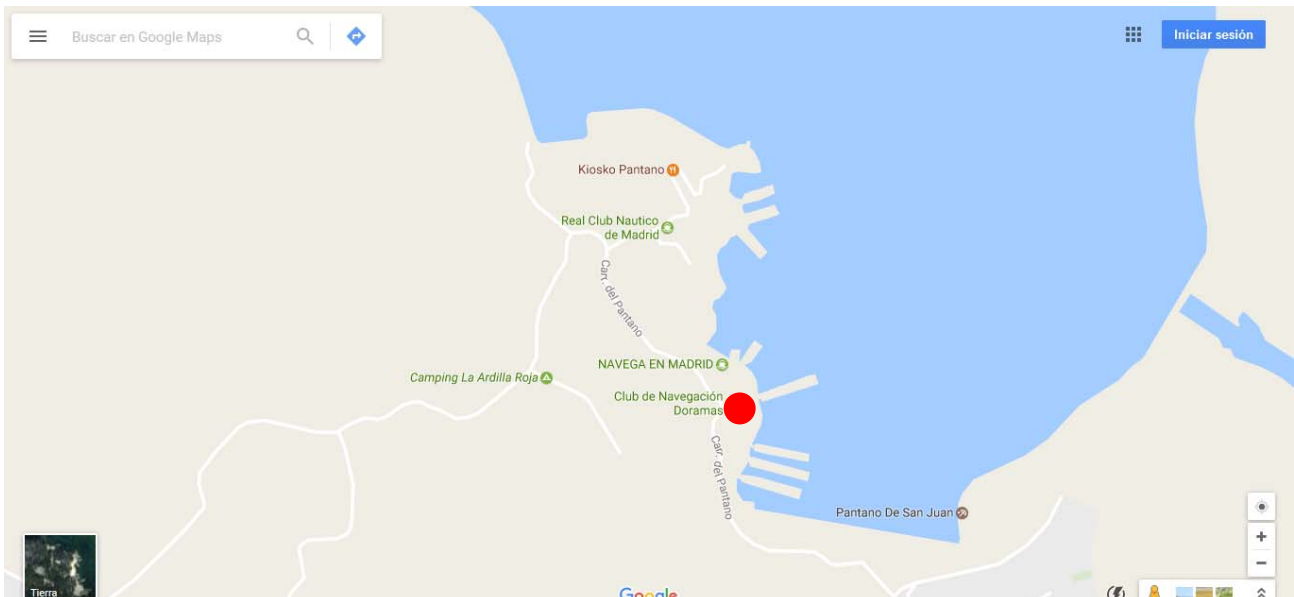 Buscar en Google Maps
Iniciar sesión
Kiosko Pantano
Real Club Nautico
de Madrid
Carr. del Pantano
NAVEGA EN MADRID
Camping La Ardilla Roja
Club de Navegación
Doramas
Carr. del Pantano
Pantano De San Juan
Tierra
Google